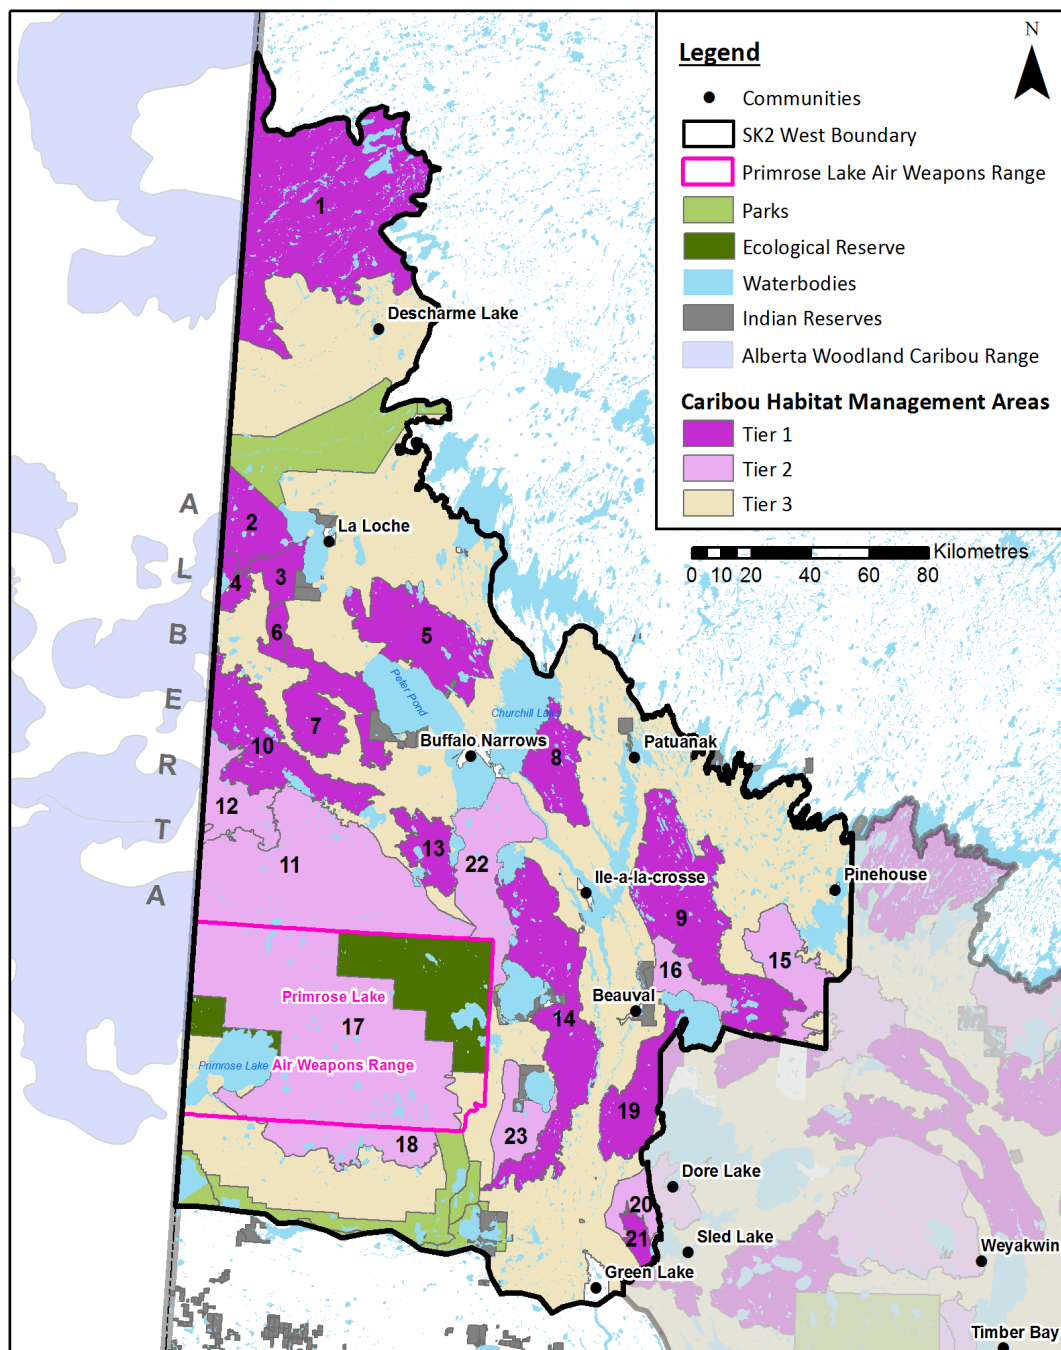 Legend
N
Communities
SK2 West Boundary
Primrose Lake Air Weapons Range
Parks
Ecological Reserve
Waterbodies
Indian Reserves
Alberta Woodland Caribou Range
Caribou Habitat Management Areas
Tier 1
Tier 2
Tier 3
Kilometres
0 10 20 40 60 80
ALBERTA
1
Descharme Lake
2
La Loche
3
4
5
6
Peter Pond
7
Churchill Lake
Buffalo Narrows
8
Patuanak
10
12
11
13
22
Ile-a-la-crosse
Pinehouse
9
15
16
Primrose Lake
Beauval
17
14
Primrose Lake
Air Weapons Range
19
23
18
Dore Lake
20
21
Sled Lake
Weyakwin
Green Lake
Timber Bay